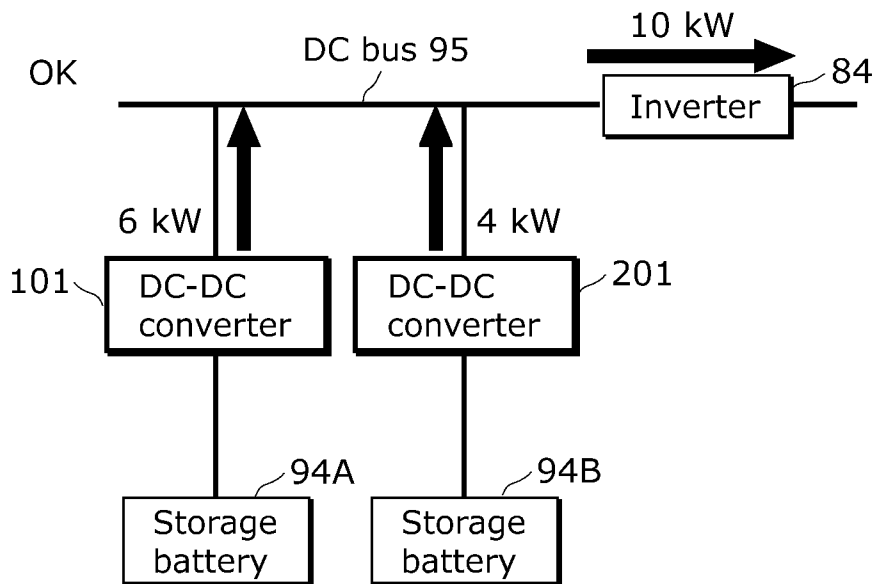 10 kW
OK
DC bus 95
84
Inverter
6 kW
4 kW
101
DC-DC
converter
DC-DC
converter
201
94A
94B
Storage
battery
Storage
battery